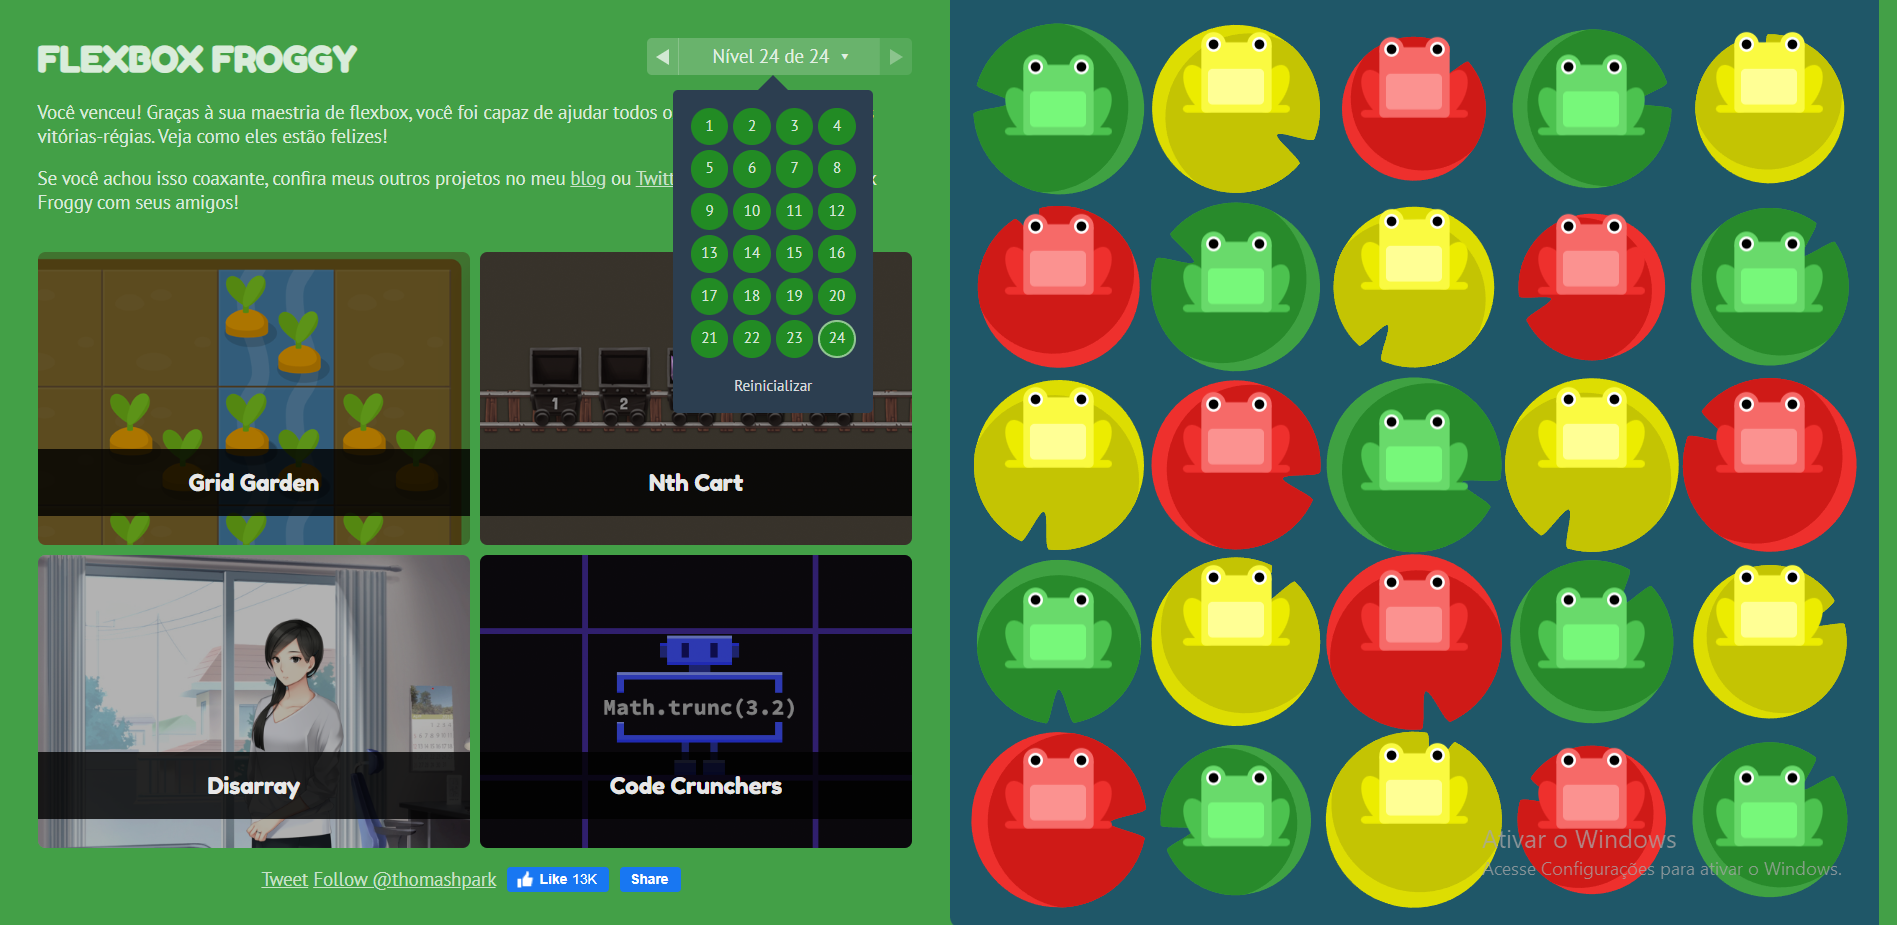 FLEXBOX FROGGY
Nível 24 de 24
Você venceu! Graças à sua maestria de flexbox, você foi capaz de ajudar todos
vitórias-régias. Veja como eles estão felizes!
Se você achou isso coaxante, confira meus outros projetos no meu blog ou
Froggy com seus amigos!
1 2 3 4
5 6 7 8
9 10 11 12
13 14 15 16
17 18 19 20
21 22 23 24
Reinicializar
1 2
Grid Garden
Nth Cart
Math.trunc(3.2)
Disarray
Code Crunchers
Tweet Follow @thomashpark Like 13K Share
Ativar o Windows
Acesse Configurações para ativar o Windows.